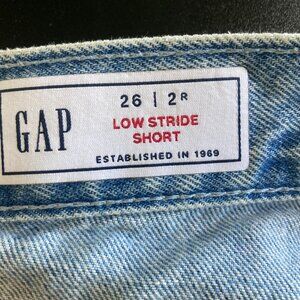 GAP
26 | 2R
LOW STRIDE
SHORT
ESTABLISHED IN 1969